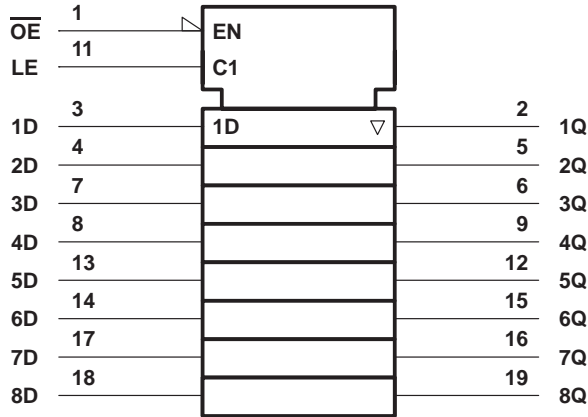 1
O̅E̅ EN
11
LE C1
3 2
1D 1D ▽ 1Q
4 5
2D 2Q
7 6
3D 3Q
8 9
4D 4Q
13 12
5D 5Q
14 15
6D 6Q
17 16
7D 7Q
18 19
8D 8Q